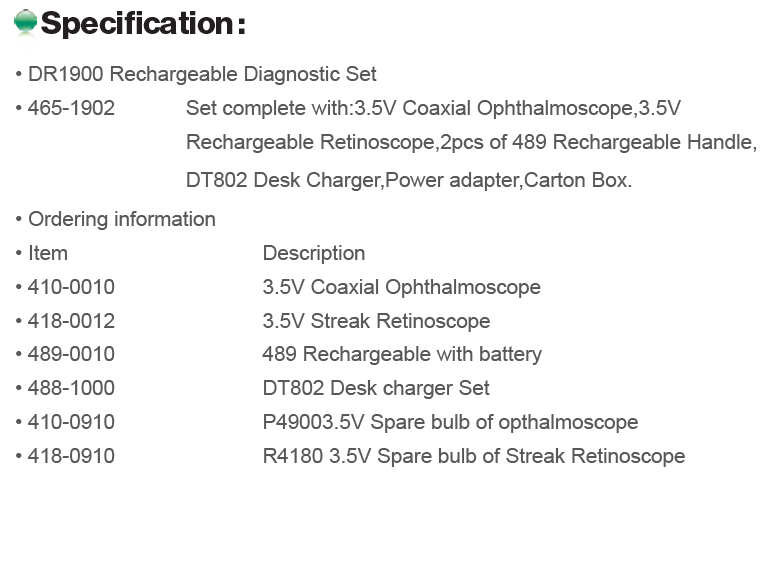 Specification:
• DR1900 Rechargeable Diagnostic Set
• 465-1902 Set complete with:3.5V Coaxial Ophthalmoscope,3.5V
Rechargeable Retinoscope,2pcs of 489 Rechargeable Handle,
DT802 Desk Charger,Power adapter,Carton Box.
• Ordering information
• Item Description
• 410-0010 3.5V Coaxial Ophthalmoscope
• 418-0012 3.5V Streak Retinoscope
• 489-0010 489 Rechargeable with battery
• 488-1000 DT802 Desk charger Set
• 410-0910 P49003.5V Spare bulb of opthalmoscope
• 418-0910 R4180 3.5V Spare bulb of Streak Retinoscope